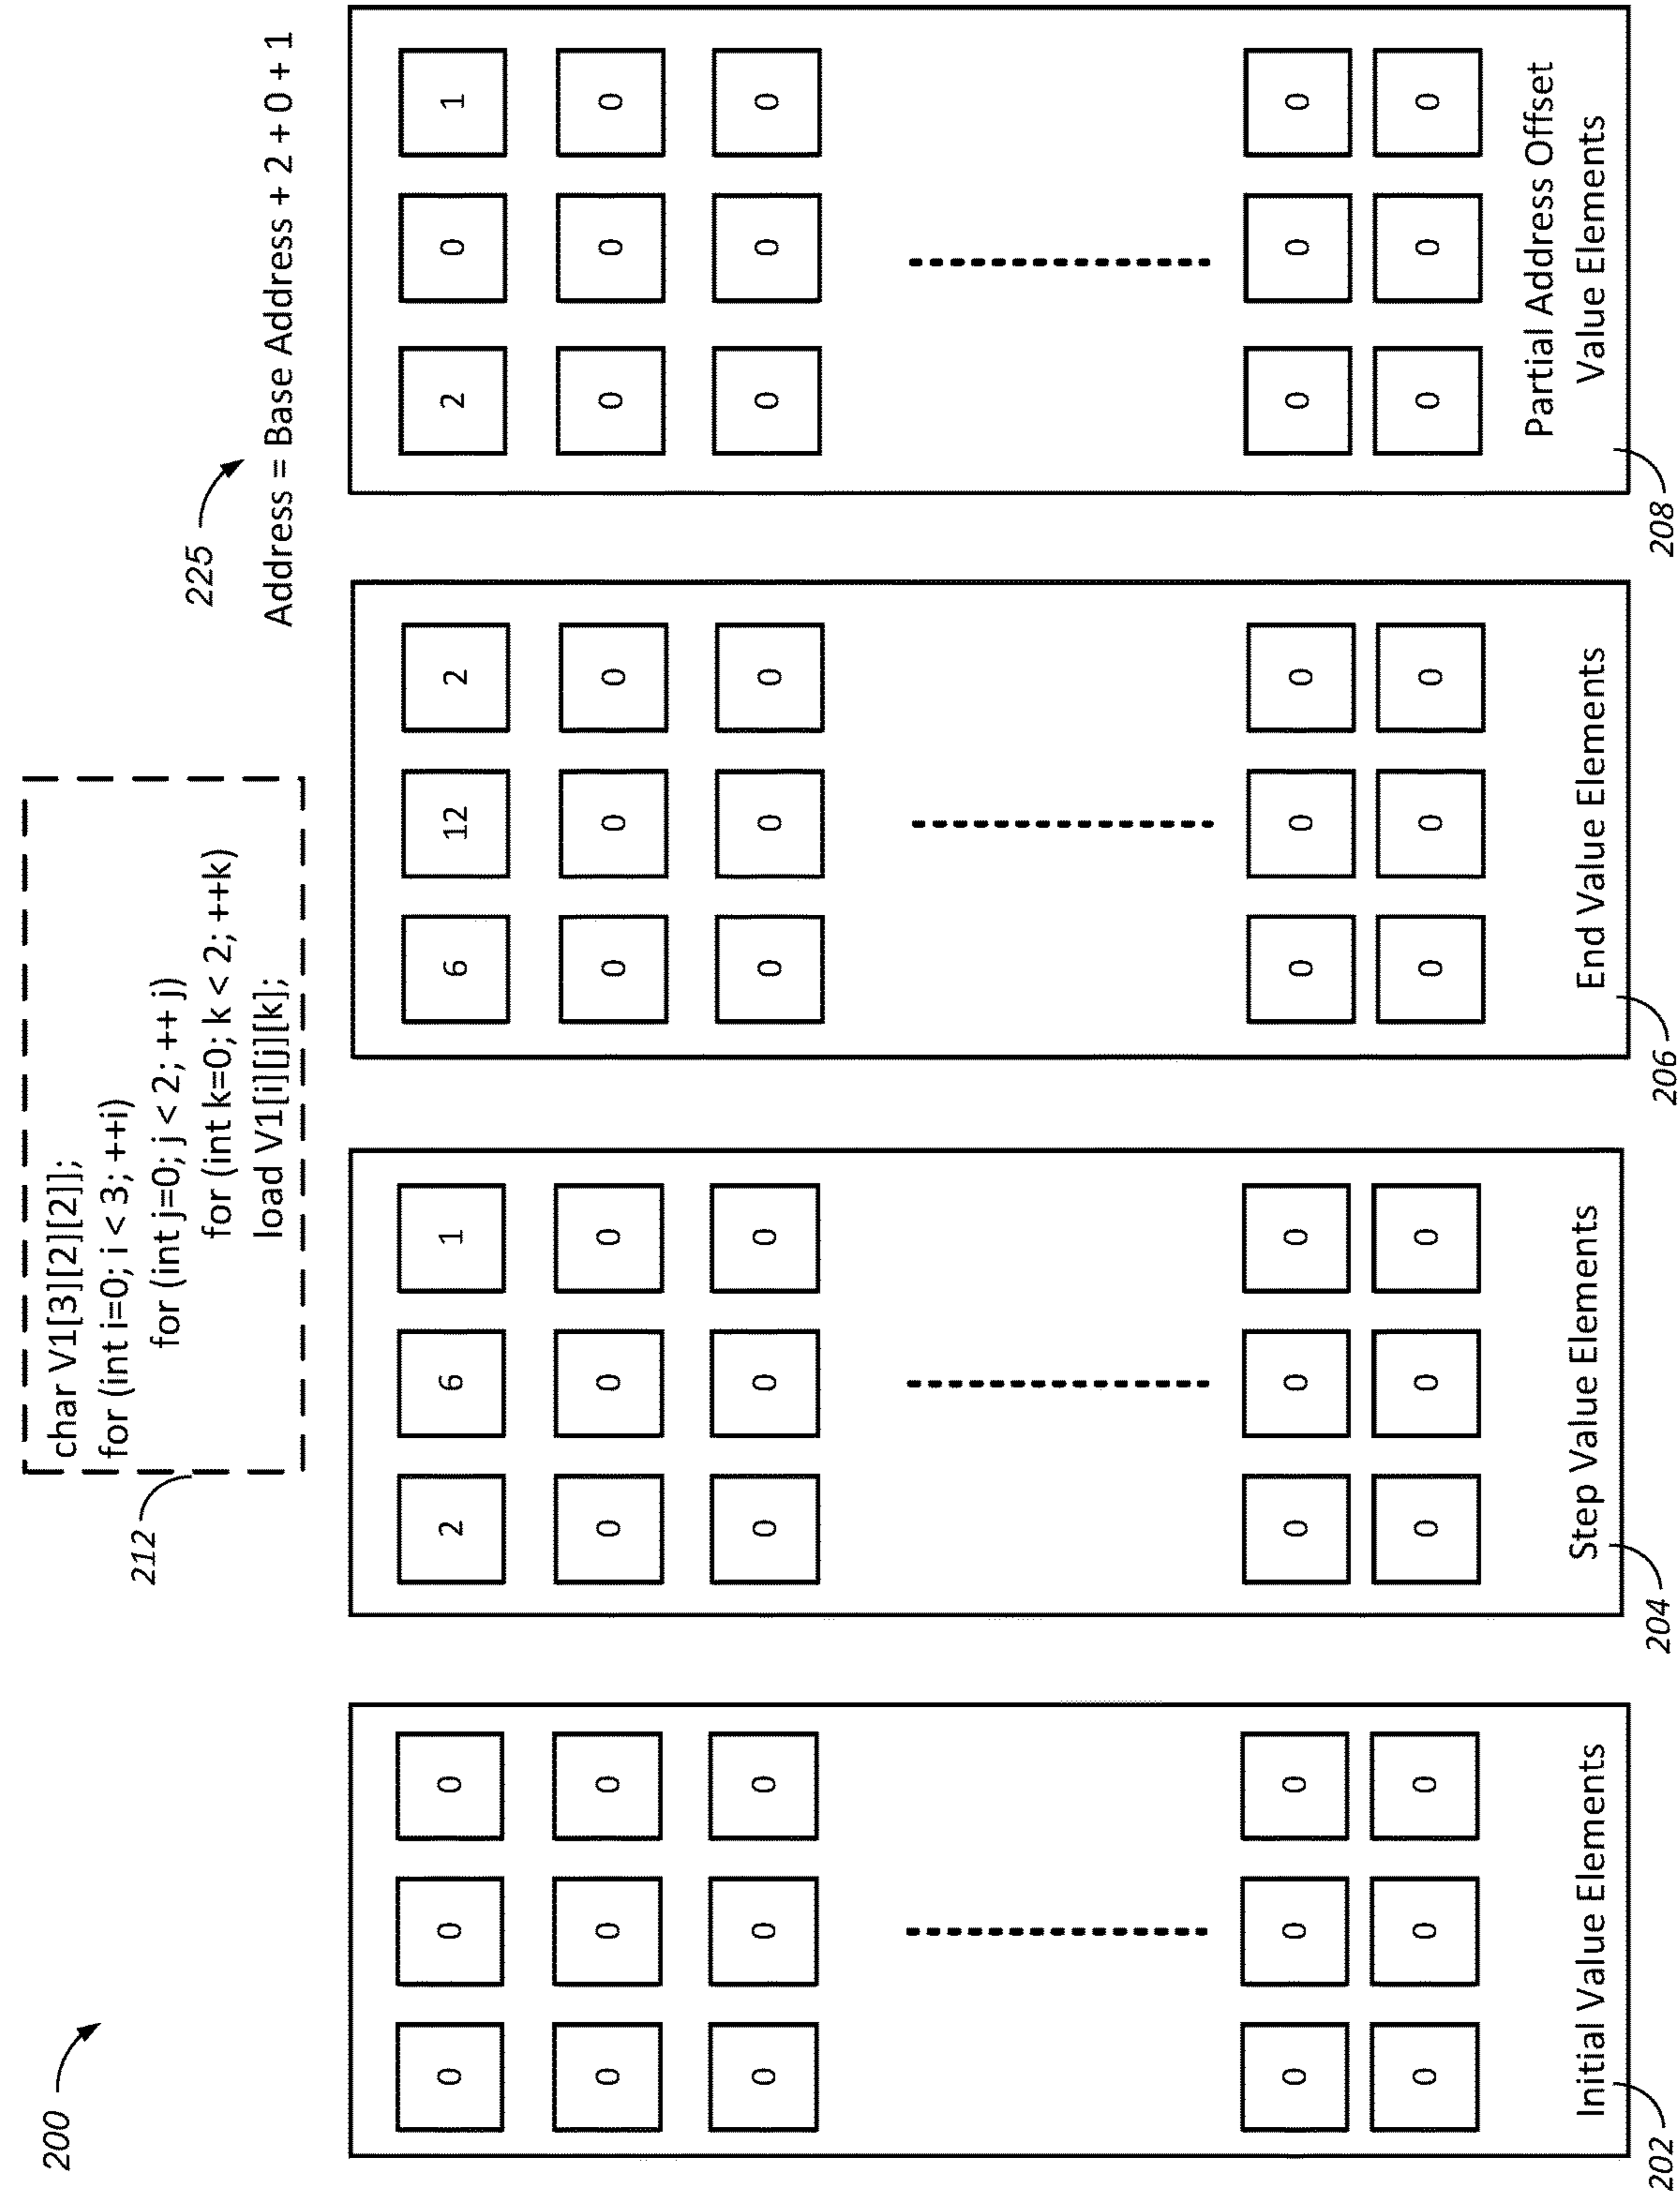 200
212
char V1[3][2][2]];
for (int i=0; i < 3; ++i)
for (int j=0; j < 2; ++ j)
for (int k=0; k < 2; ++k)
load V1[i][j][k];
225
Address = Base Address + 2 + 0 + 1
0 0 0
0 0 0
0 0 0
0 0 0
0 0 0
Initial Value Elements
202
2 6 1
0 0 0
0 0 0
0 0 0
0 0 0
Step Value Elements
204
6 12 2
0 0 0
0 0 0
0 0 0
0 0 0
End Value Elements
206
2 0 1
0 0 0
0 0 0
0 0 0
0 0 0
Partial Address Offset
Value Elements
208